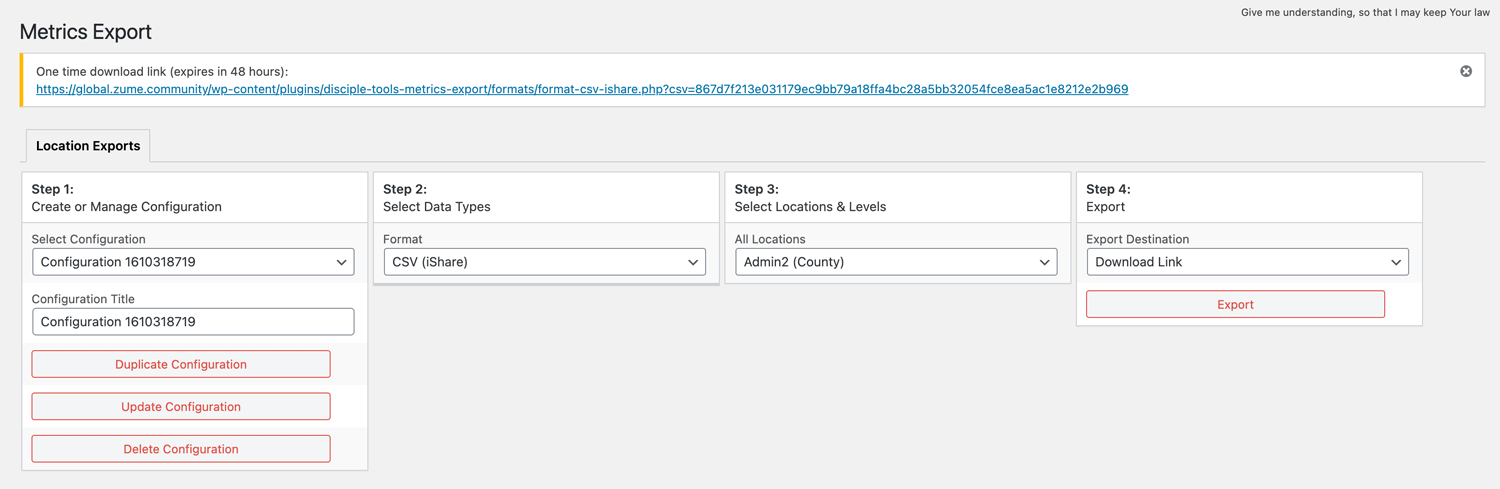 Give me understanding, so that I may keep Your law
Metrics Export
One time download link (expires in 48 hours):
https://global.zume.community/wp-content/plugins/disciple-tools-metrics-export/formats/format-csv-ishare.php?csv=867d7f213e031179ec9bb79a18ffa4bc28a5bb32054fce8ea5ac1e8212e2b969
Location Exports
Step 1:
Create or Manage Configuration
Select Configuration
Configuration 1610318719
Configuration Title
Configuration 1610318719
Duplicate Configuration
Update Configuration
Delete Configuration
Step 2:
Select Data Types
Format
CSV (iShare)
Step 3:
Select Locations & Levels
All Locations
Admin2 (County)
Step 4:
Export
Export Destination
Download Link
Export